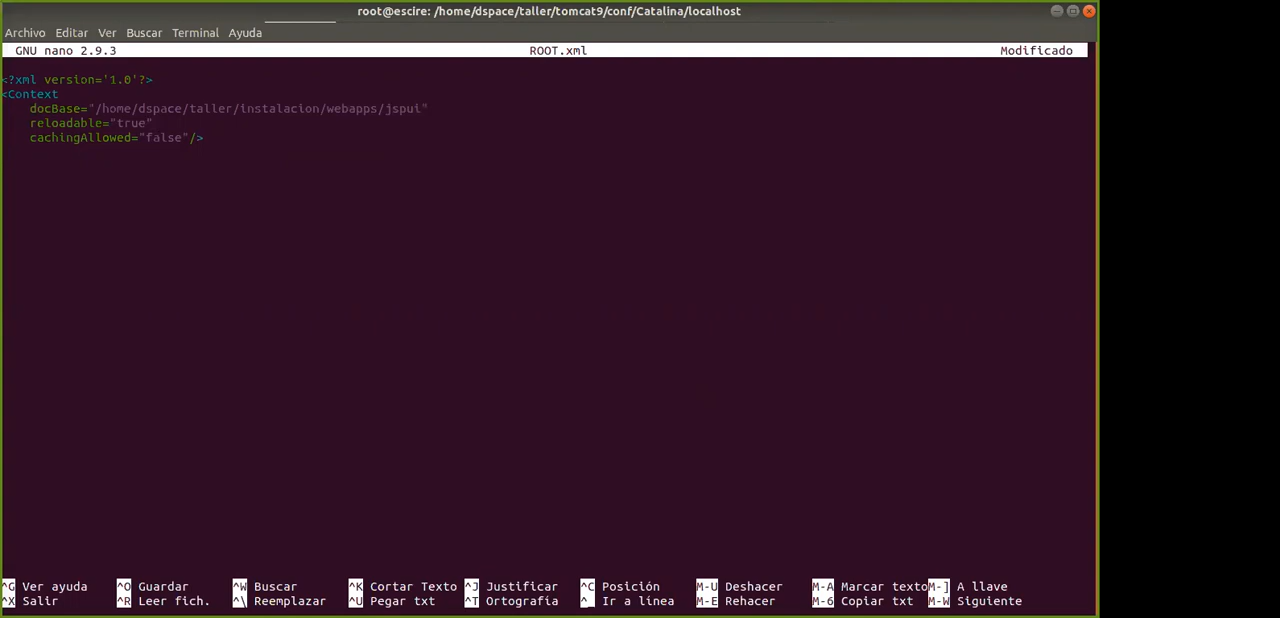 root@escire: /home/dspace/taller/tomcat9/conf/Catalina/localhost
Archivo Editar Ver Buscar Terminal Ayuda
GNU nano 2.9.3 ROOT.xml Modificado
<?xml version='1.0'?>
<Context
    docBase="/home/dspace/taller/instalacion/webapps/jspui"
    reloadable="true"
    cachingAllowed="false"/>
^G Ver ayuda ^O Guardar ^W Buscar ^K Cortar Texto ^J Justificar ^C Posición M-U Deshacer M-A Marcar texto M-] A llave
^X Salir ^R Leer fich. ^\ Reemplazar ^U Pegar txt ^T Ortografía ^_ Ir a línea M-E Rehacer M-6 Copiar txt M-W Siguiente